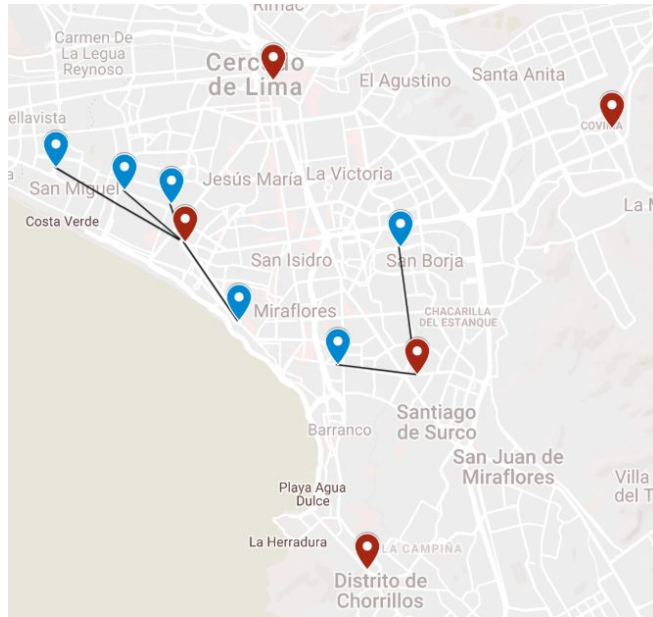 Rímac
Carmen De
La Legua
Reynoso
de Lima
El Agustino
Santa Anita
COVIMA
ellavista
San Miguel
Jesús María
La Victoria
Costa Verde
San Isidro
San Borja
La M
Miraflores
CHACARILLA
DEL ESTANQUE
Santiago
de Surco
Barranco
San Juan de
Miraflores
Villa
del T
Playa Agua
Dulce
La Herradura
LA CAMPIÑA
Distrito de
Chorrillos